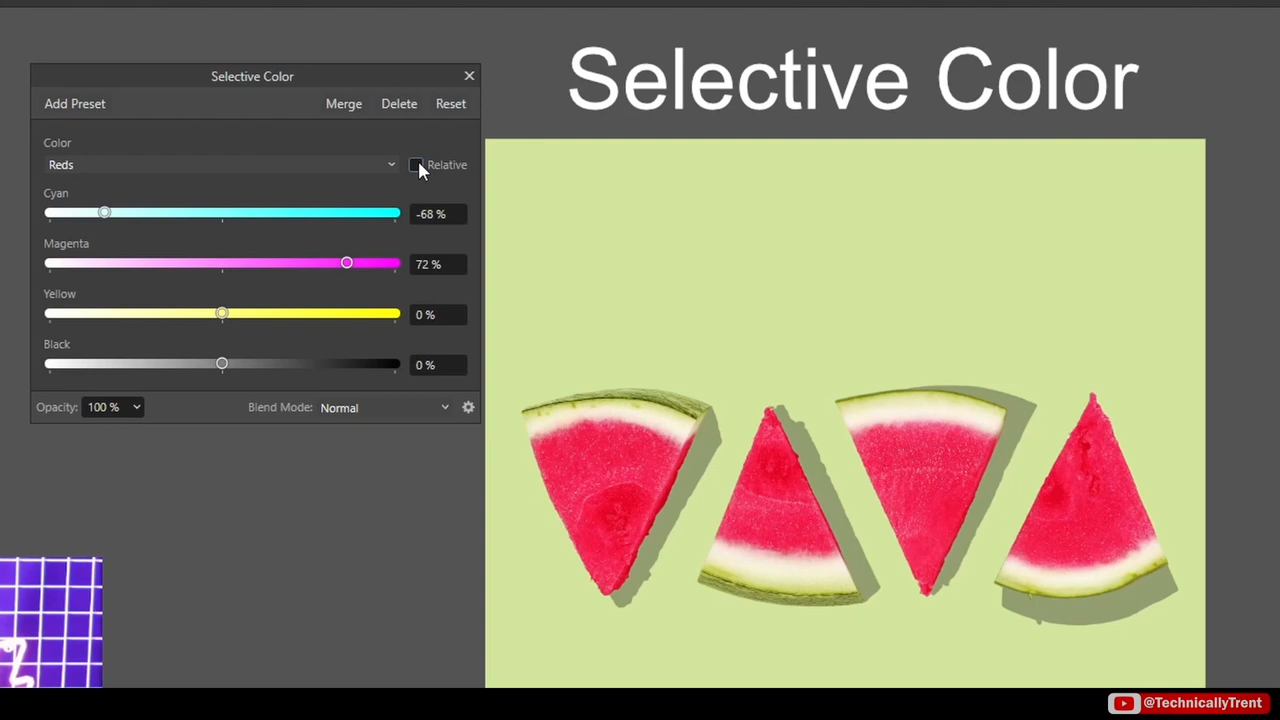 Selective Color
Selective Color
Add Preset Merge Delete Reset
Color
Reds Relative
Cyan
-68 %
Magenta
72 %
Yellow
0 %
Black
0 %
Opacity: 100 % Blend Mode: Normal
@TechnicallyTrent